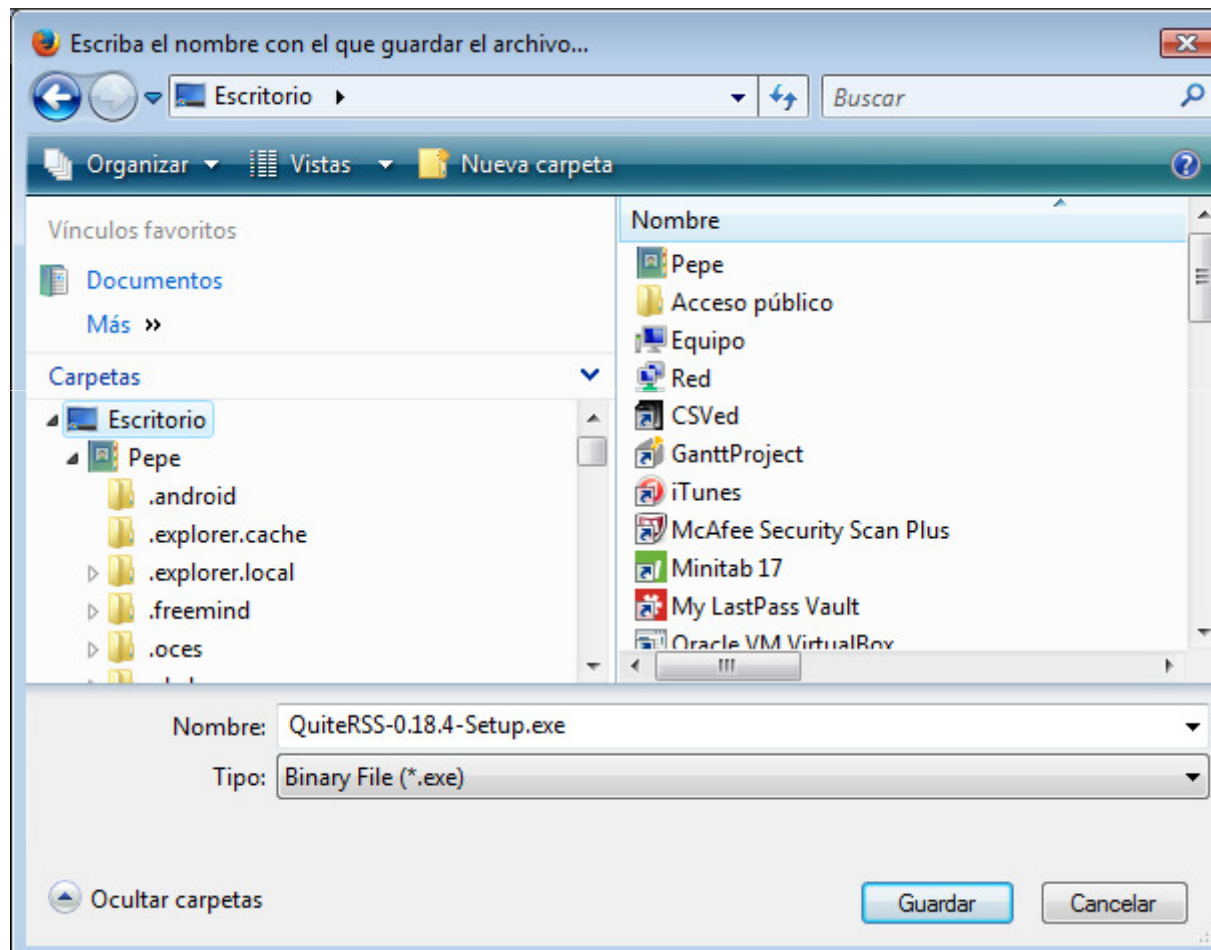 Escriba el nombre con el que guardar el archivo...
Escritorio
Buscar
Organizar Vistas Nueva carpeta
Vínculos favoritos
Documentos
Más »
Carpetas
Escritorio
Pepe
.android
.explorer.cache
.explorer.local
.freemind
.oces
Nombre
Pepe
Acceso público
Equipo
Red
CSVed
GanttProject
iTunes
McAfee Security Scan Plus
Minitab 17
My LastPass Vault
Oracle VM VirtualBox
Nombre: QuiteRSS-0.18.4-Setup.exe
Tipo: Binary File (*.exe)
Ocultar carpetas
Guardar Cancelar